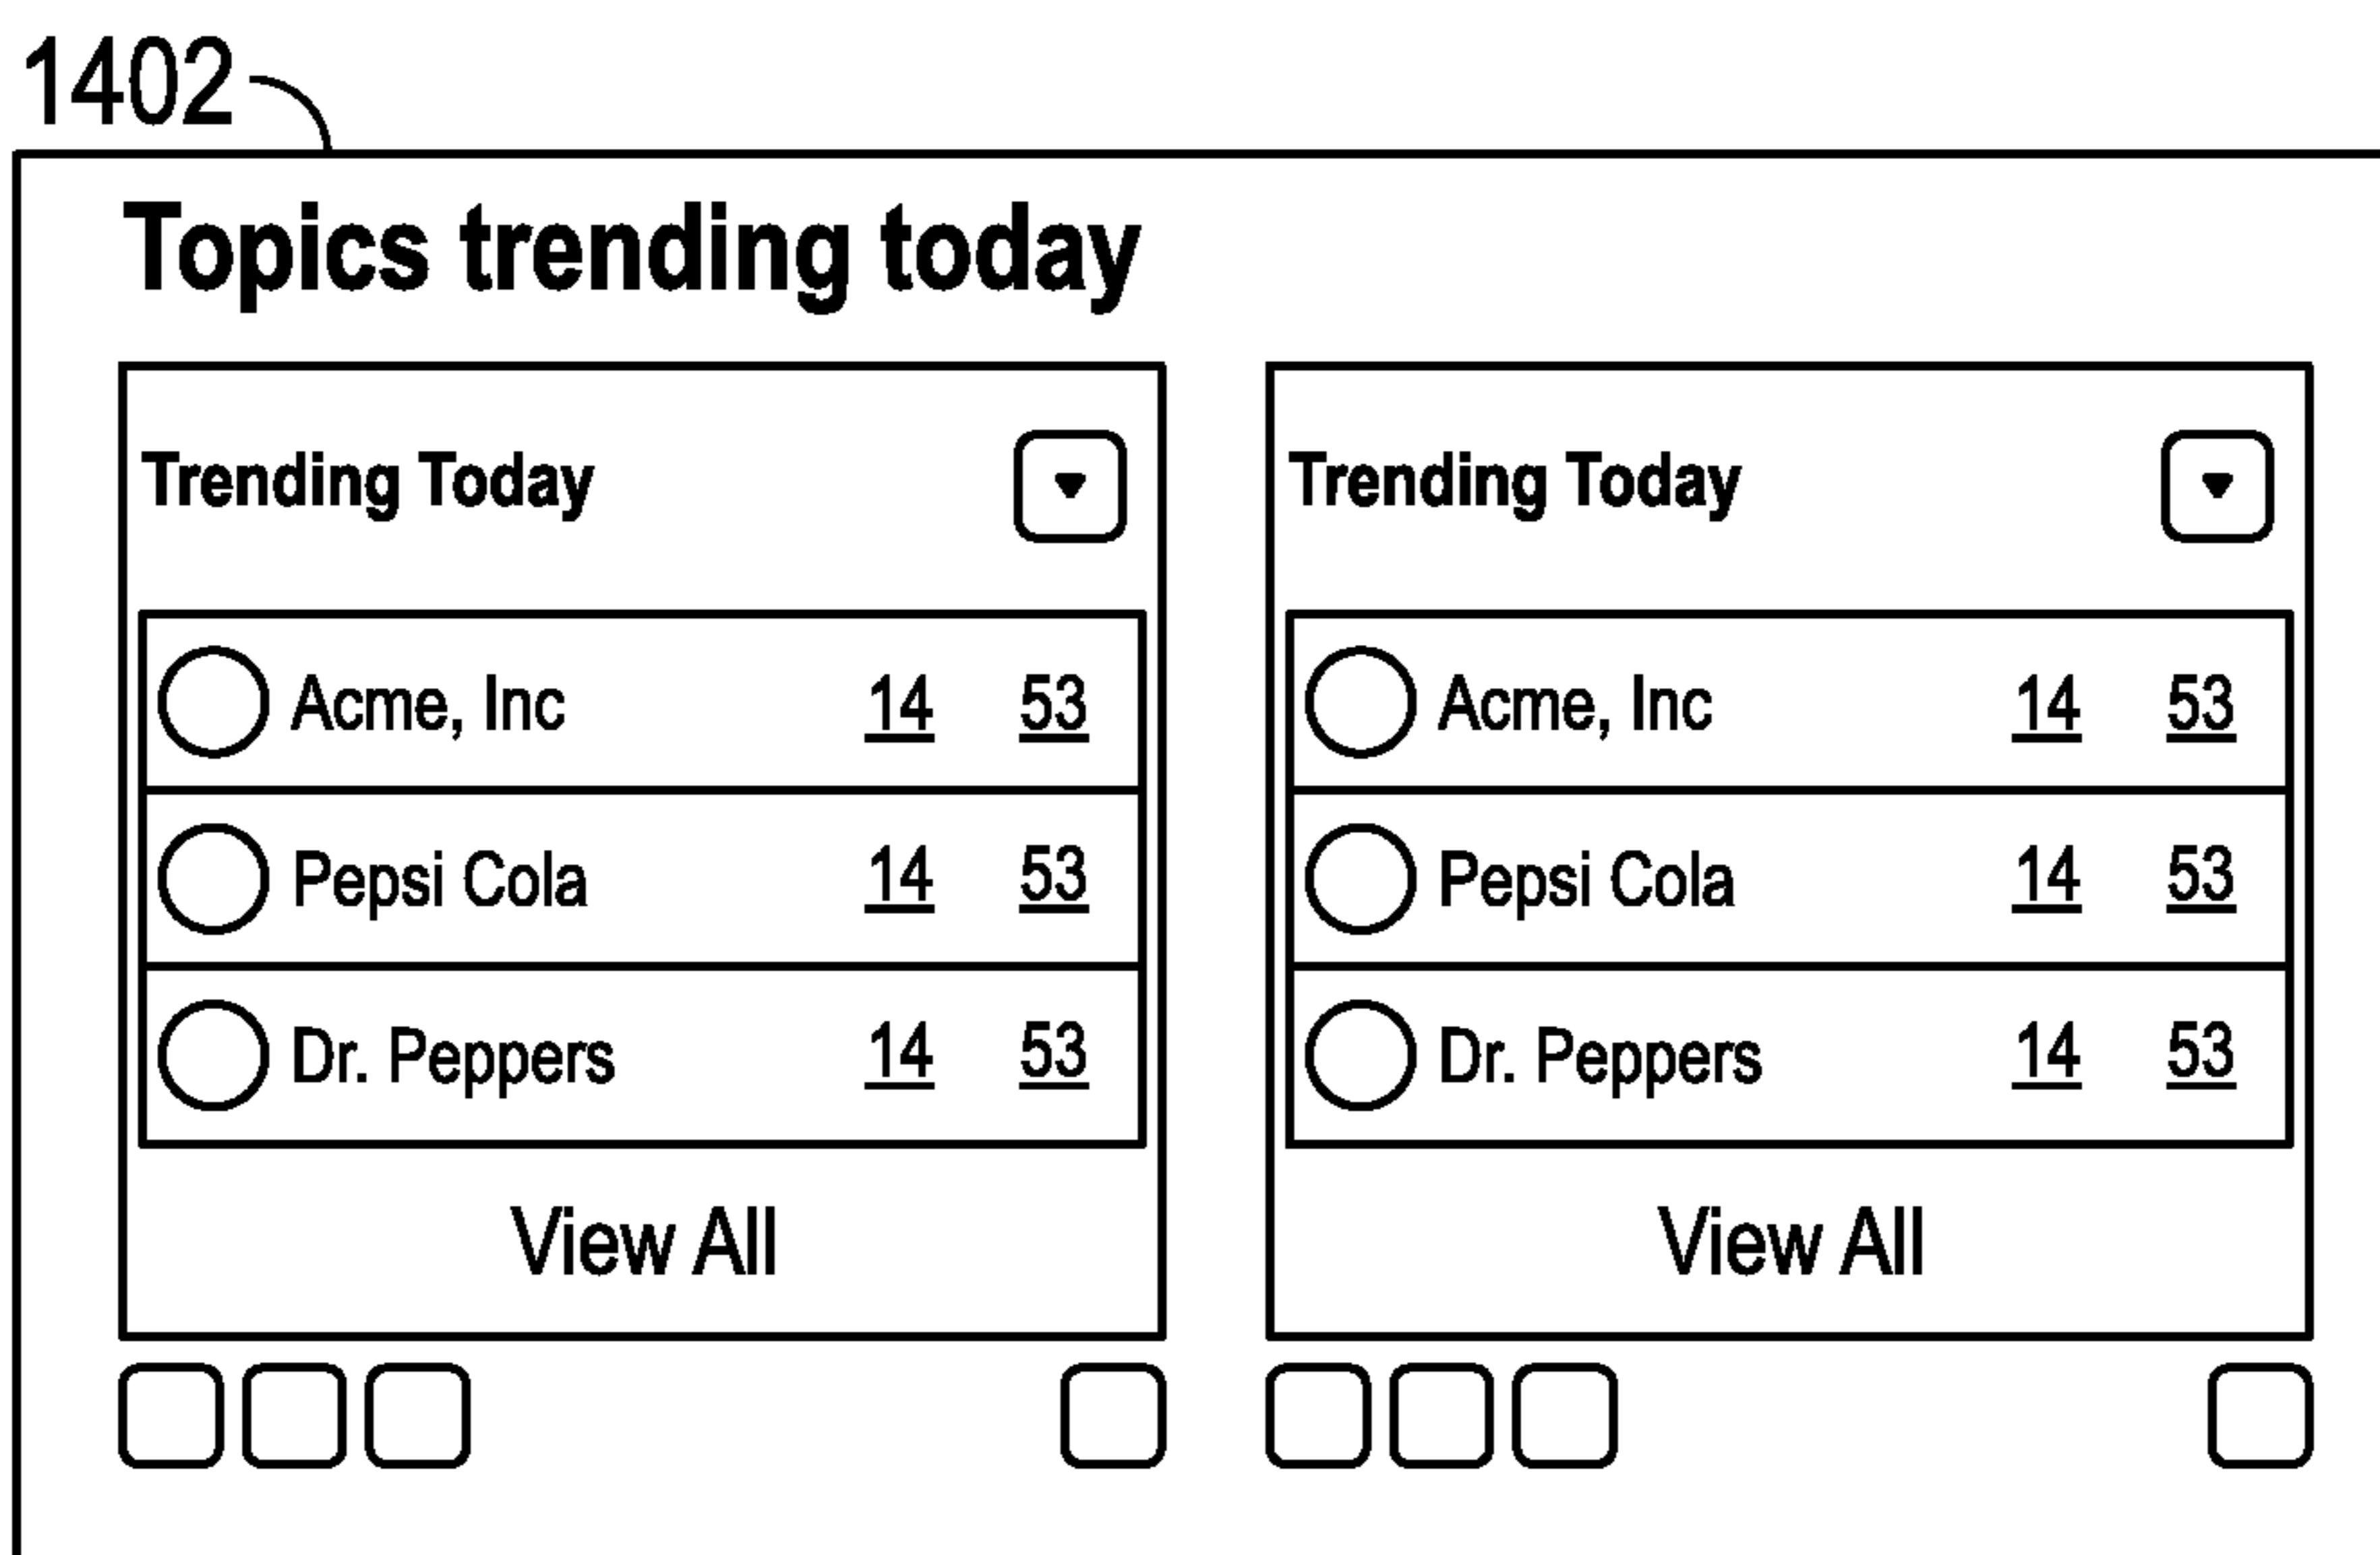 1402
Topics trending today
Trending Today
Acme, Inc 14 53
Pepsi Cola 14 53
Dr. Peppers 14 53
View All
Trending Today
Acme, Inc 14 53
Pepsi Cola 14 53
Dr. Peppers 14 53
View All